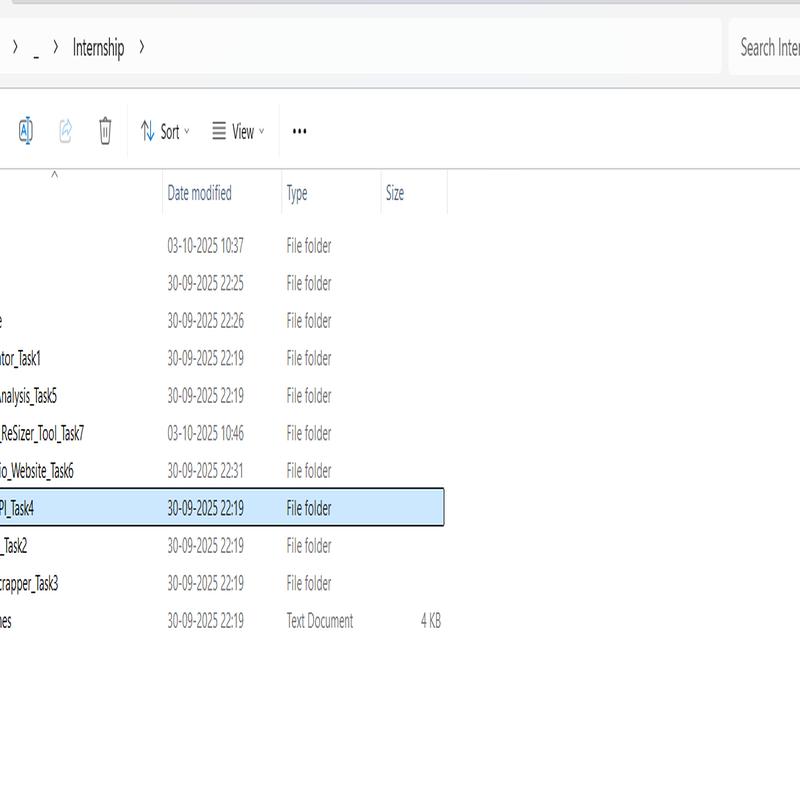 _ Internship Search Inter
Sort View
Date modified Type Size
03-10-2025 10:37 File folder
30-09-2025 22:25 File folder
e 30-09-2025 22:26 File folder
ator_Task1 30-09-2025 22:19 File folder
Analysis_Task5 30-09-2025 22:19 File folder
_ReSizer_Tool_Task7 03-10-2025 10:46 File folder
io_Website_Task6 30-09-2025 22:31 File folder
PI_Task4 30-09-2025 22:19 File folder
_Task2 30-09-2025 22:19 File folder
crapper_Task3 30-09-2025 22:19 File folder
nes 30-09-2025 22:19 Text Document 4 KB